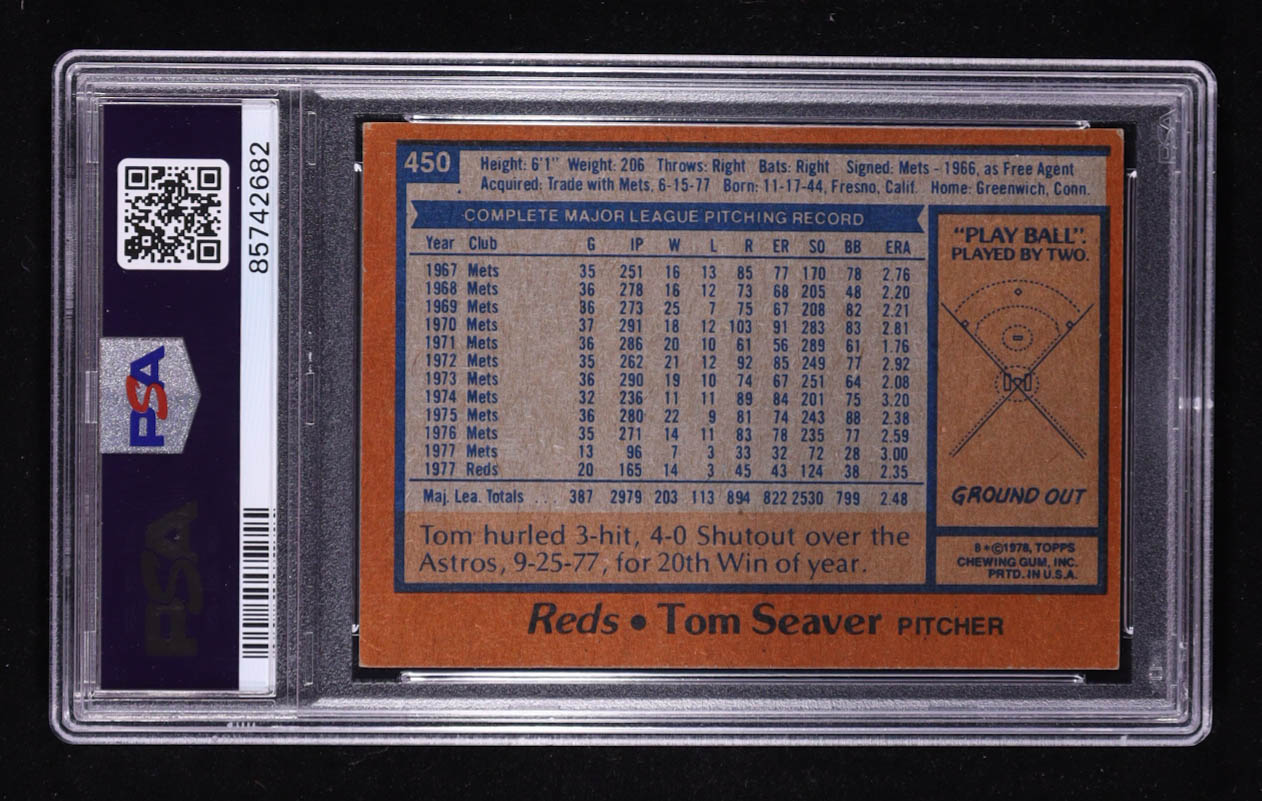 85742682
PSA
PSA
450
Height: 6'1" Weight: 206 Throws: Right Bats: Right Signed: Mets - 1966, as Free Agent
Acquired: Trade with Mets, 6-15-77 Born: 11-17-44, Fresno, Calif. Home: Greenwich, Conn.
COMPLETE MAJOR LEAGUE PITCHING RECORD
Year Club G IP W L R ER SO BB ERA
1967 Mets 35 251 16 13 85 77 170 78 2.76
1968 Mets 36 278 16 12 73 68 205 48 2.20
1969 Mets 36 273 25 7 75 67 208 82 2.21
1970 Mets 37 291 18 12 103 91 283 83 2.81
1971 Mets 36 286 20 10 61 56 289 61 1.76
1972 Mets 35 262 21 12 92 85 249 77 2.92
1973 Mets 36 290 19 10 74 67 251 64 2.08
1974 Mets 32 236 11 11 89 84 201 75 3.20
1975 Mets 36 280 22 9 81 74 243 88 2.38
1976 Mets 35 271 14 11 83 78 235 77 2.59
1977 Mets 13 96 7 3 33 32 72 28 3.00
1977 Reds 20 165 14 3 45 43 124 38 2.35
Maj. Lea. Totals .... 387 2979 203 113 894 822 2530 799 2.48
Tom hurled 3-hit, 4-0 Shutout over the
Astros, 9-25-77, for 20th Win of year.
"PLAY BALL".
PLAYED BY TWO.
GROUND OUT
8*©1978, TOPPS
CHEWING GUM, INC.
PRTD. IN U.S.A.
Reds • Tom Seaver PITCHER